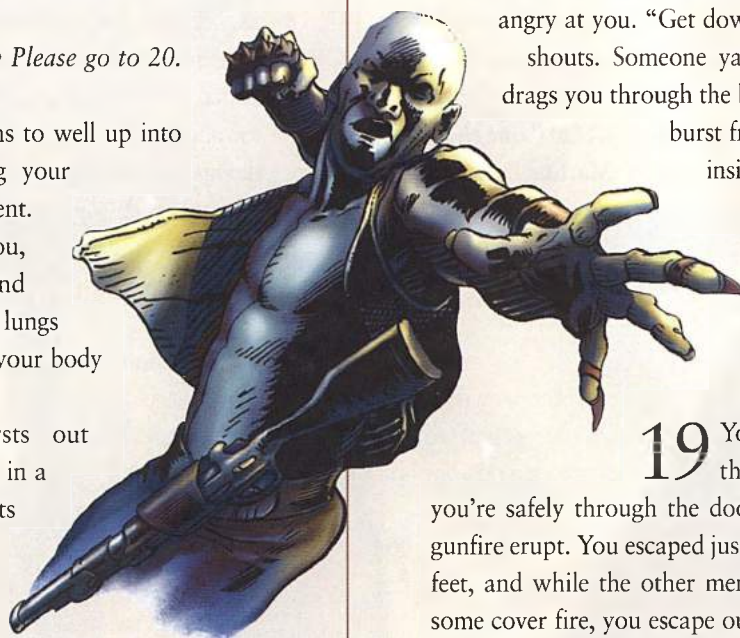 Please go to 20.
ns to well up into
g your
ent.
ou,
nd
lungs
your body
sts out
in a
ts
angry at you. “Get dow
shouts. Someone ya
drags you through the b
burst fr
insi
19 Yo
th
you're safely through the doo
gunfire erupt. You escaped jus
feet, and while the other mer
some cover fire, you escape ou